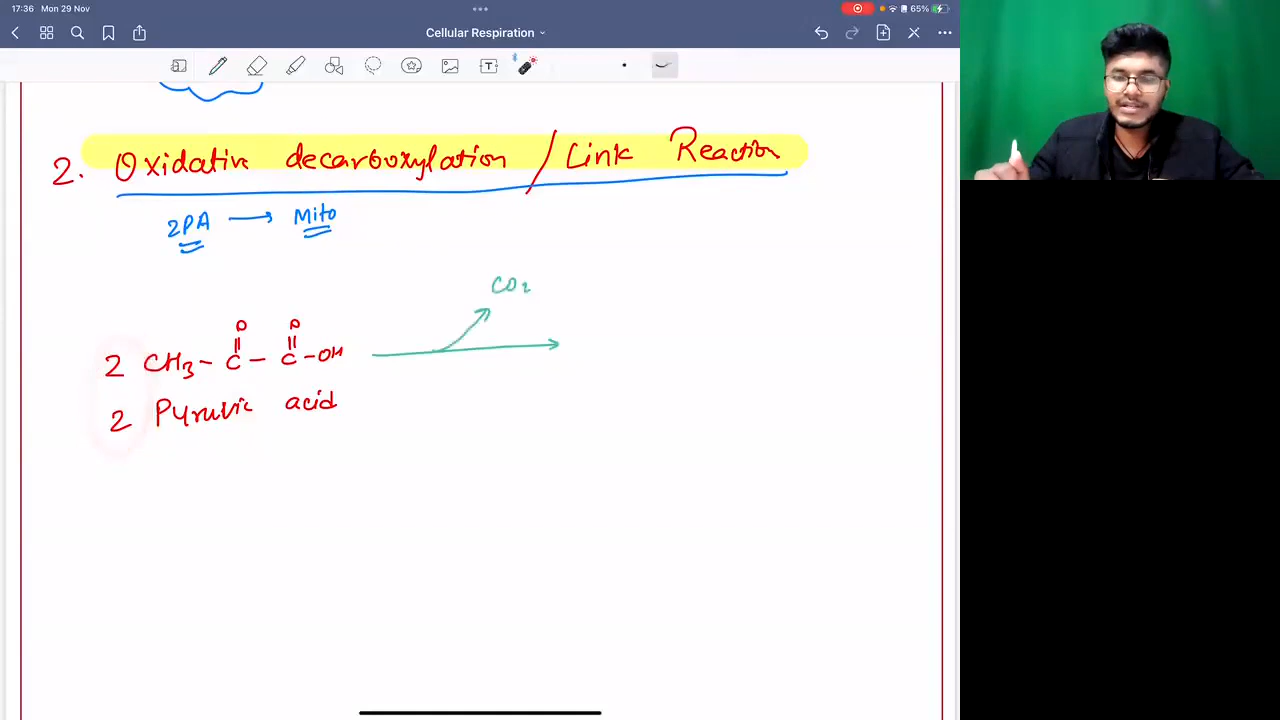 17:36 Mon 29 Nov
65%
Cellular Respiration
2. Oxidative decarboxylation / Link Reaction
2PA → Mito
CO2
O O
2 CH3 - C - C - OH
2 Pyruvic acid